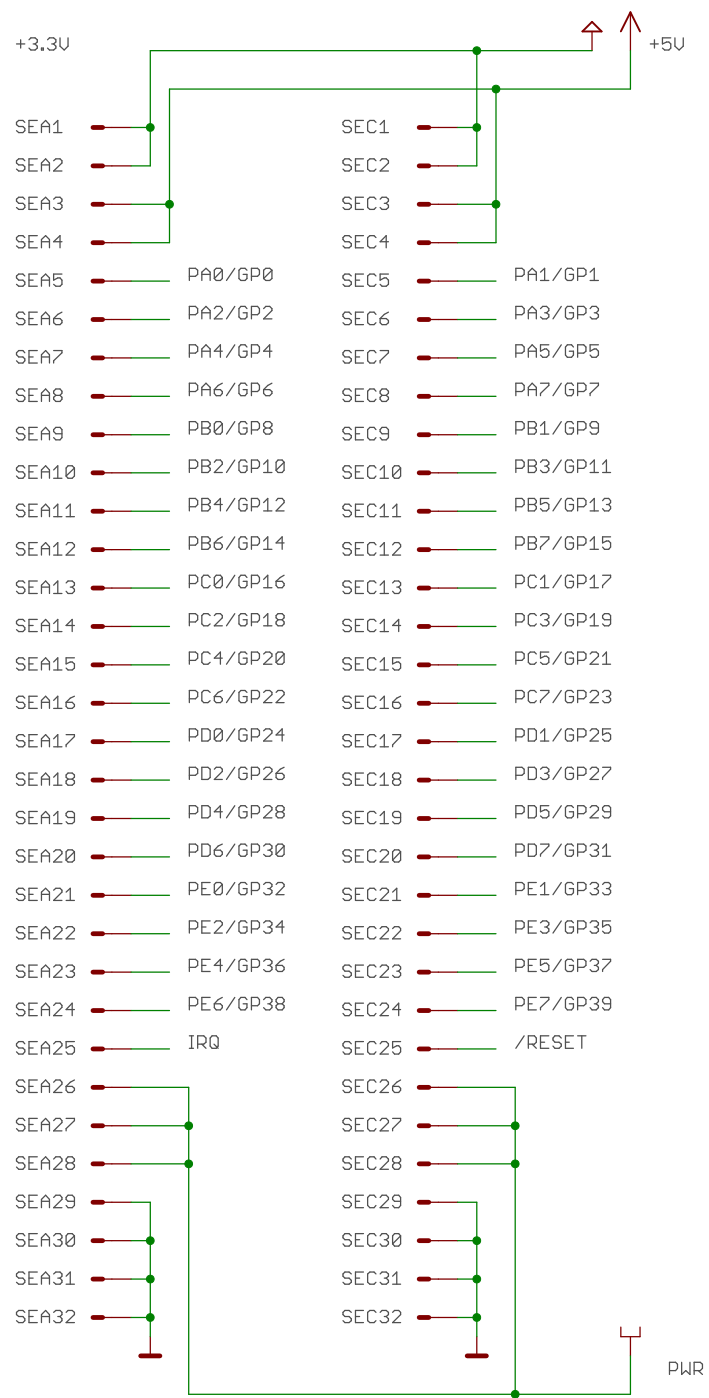 +3.3V +5V
SEA1 SEC1
SEA2 SEC2
SEA3 SEC3
SEA4 SEC4
SEA5 PA0/GP0 SEC5 PA1/GP1
SEA6 PA2/GP2 SEC6 PA3/GP3
SEA7 PA4/GP4 SEC7 PA5/GP5
SEA8 PA6/GP6 SEC8 PA7/GP7
SEA9 PB0/GP8 SEC9 PB1/GP9
SEA10 PB2/GP10 SEC10 PB3/GP11
SEA11 PB4/GP12 SEC11 PB5/GP13
SEA12 PB6/GP14 SEC12 PB7/GP15
SEA13 PC0/GP16 SEC13 PC1/GP17
SEA14 PC2/GP18 SEC14 PC3/GP19
SEA15 PC4/GP20 SEC15 PC5/GP21
SEA16 PC6/GP22 SEC16 PC7/GP23
SEA17 PD0/GP24 SEC17 PD1/GP25
SEA18 PD2/GP26 SEC18 PD3/GP27
SEA19 PD4/GP28 SEC19 PD5/GP29
SEA20 PD6/GP30 SEC20 PD7/GP31
SEA21 PE0/GP32 SEC21 PE1/GP33
SEA22 PE2/GP34 SEC22 PE3/GP35
SEA23 PE4/GP36 SEC23 PE5/GP37
SEA24 PE6/GP38 SEC24 PE7/GP39
SEA25 IRQ SEC25 /RESET
SEA26 SEC26
SEA27 SEC27
SEA28 SEC28
SEA29 SEC29
SEA30 SEC30
SEA31 SEC31
SEA32 SEC32
PWR